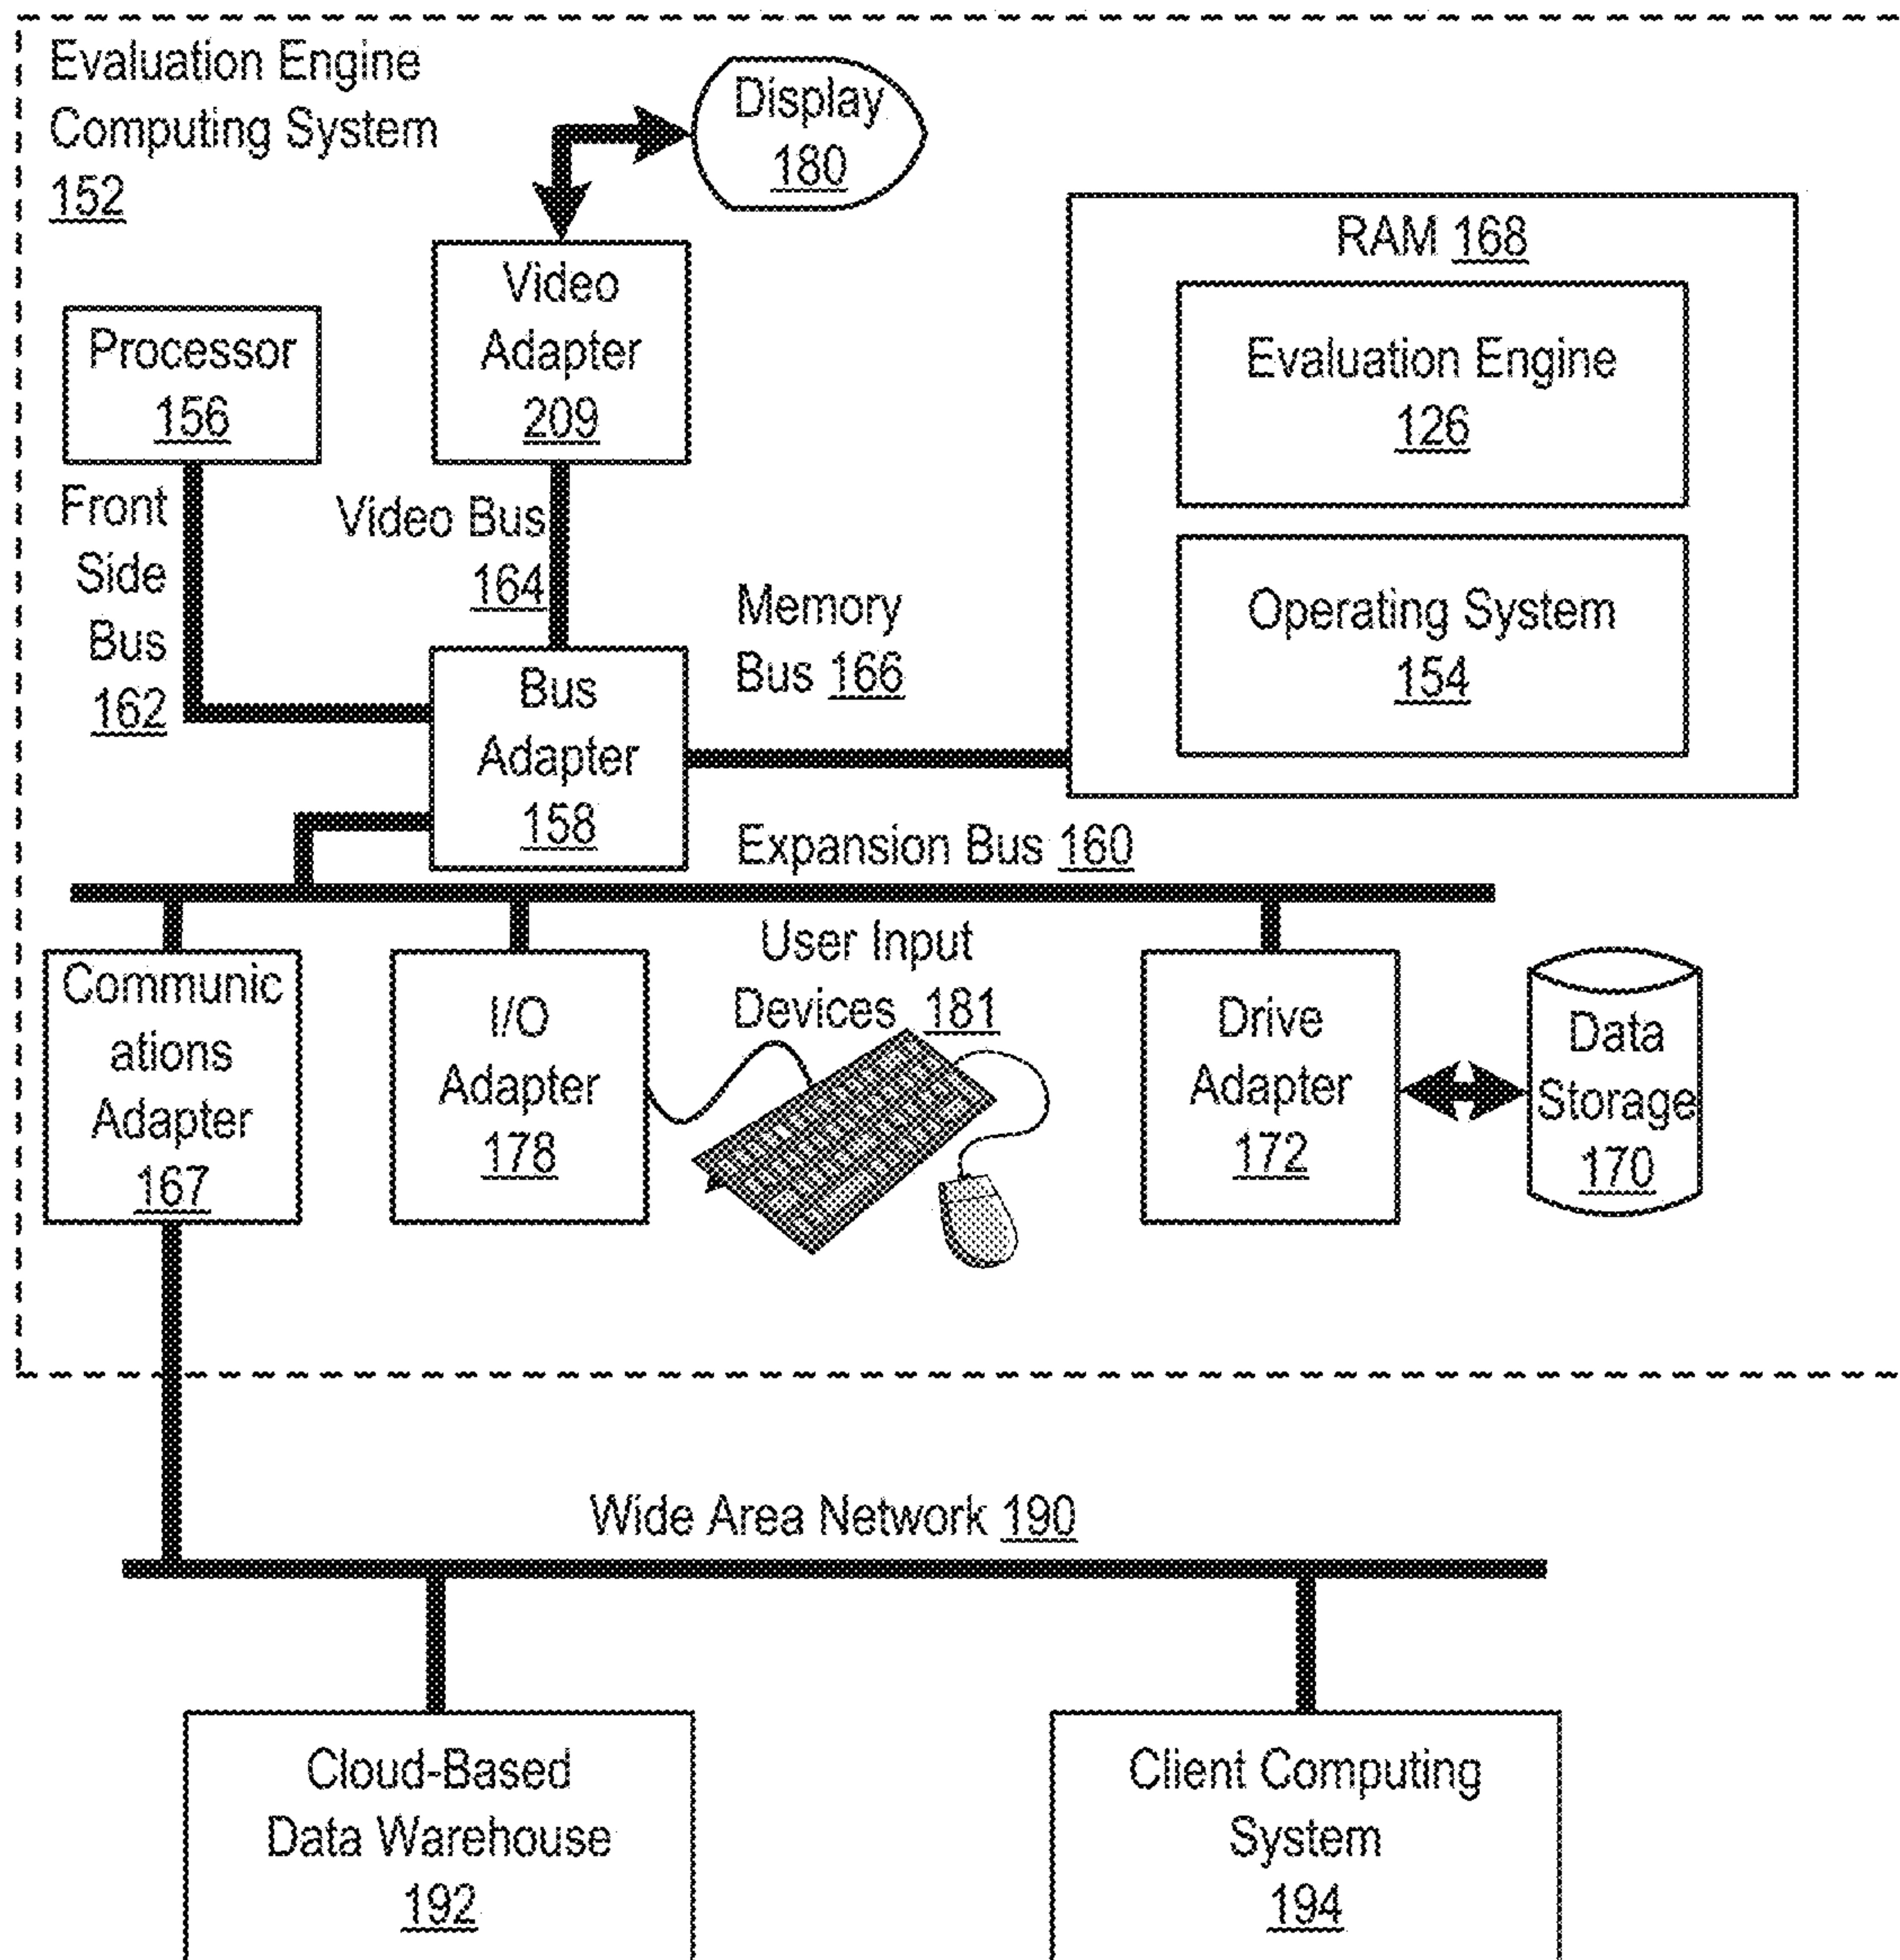 Evaluation Engine
Computing System
152
Display
180
Video
Adapter
209
Processor
156
RAM 168
Evaluation Engine
126
Operating System
154
Front
Side
Bus
162
Video Bus
164
Memory
Bus 166
Bus
Adapter
158
Expansion Bus 160
Communic
ations
Adapter
167
I/O
Adapter
178
User Input
Devices 181
Drive
Adapter
172
Data
Storage
170
Wide Area Network 190
Cloud-Based
Data Warehouse
192
Client Computing
System
194